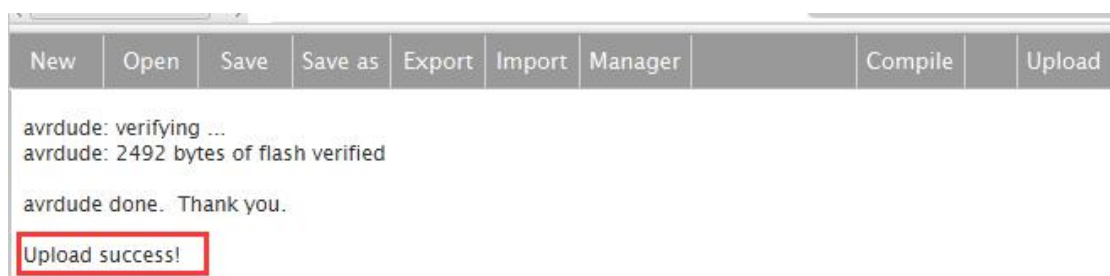 New Open Save Save as Export Import Manager Compile Upload
avrdude: verifying ...
avrdude: 2492 bytes of flash verified
avrdude done.  Thank you.
Upload success!